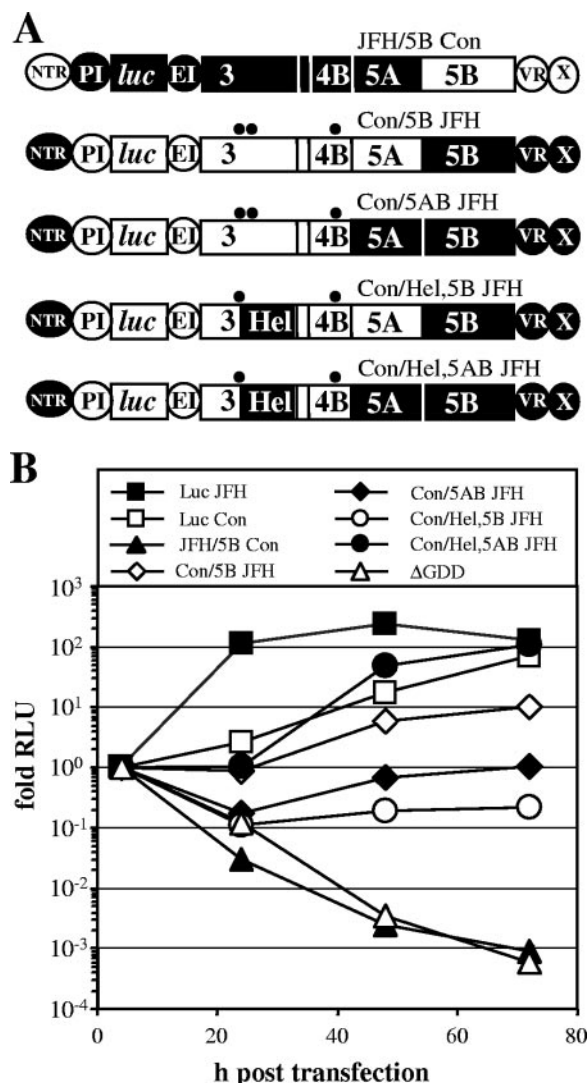 A
JFH/5B Con
NTR PI luc EI 3 4B 5A 5B VR X
Con/5B JFH
NTR PI luc EI 3 4B 5A 5B VR X
Con/5AB JFH
NTR PI luc EI 3 4B 5A 5B VR X
Con/Hel,5B JFH
NTR PI luc EI 3 Hel 4B 5A 5B VR X
Con/Hel,5AB JFH
NTR PI luc EI 3 Hel 4B 5A 5B VR X
B
Luc JFH
Luc Con
JFH/5B Con
Con/5B JFH
Con/5AB JFH
Con/Hel,5B JFH
Con/Hel,5AB JFH
ΔGDD
fold RLU
10³
10²
10¹
10⁰
10⁻¹
10⁻²
10⁻³
10⁻⁴
0 20 40 60 80
h post transfection